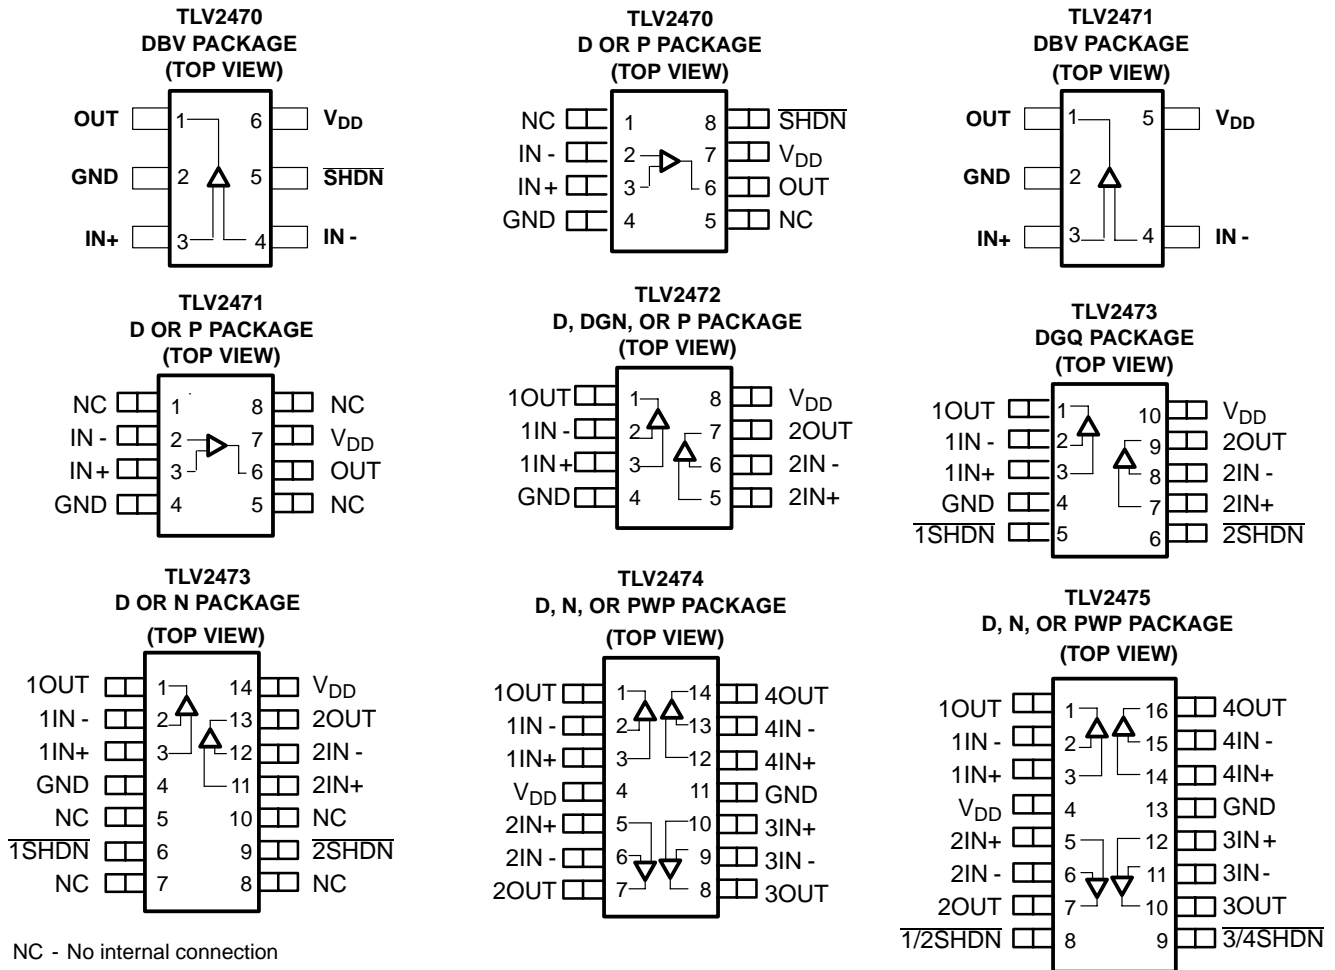 TLV2470
DBV PACKAGE
(TOP VIEW)
OUT 1 6 VDD
GND 2 5 SHDN
IN+ 3 4 IN -
TLV2470
D OR P PACKAGE
(TOP VIEW)
NC 1 8 SHDN
IN - 2 7 VDD
IN+ 3 6 OUT
GND 4 5 NC
TLV2471
DBV PACKAGE
(TOP VIEW)
OUT 1 5 VDD
GND 2
IN+ 3 4 IN -
TLV2471
D OR P PACKAGE
(TOP VIEW)
NC 1 8 NC
IN - 2 7 VDD
IN+ 3 6 OUT
GND 4 5 NC
TLV2472
D, DGN, OR P PACKAGE
(TOP VIEW)
1OUT 1 8 VDD
1IN - 2 7 2OUT
1IN+ 3 6 2IN -
GND 4 5 2IN+
TLV2473
DGQ PACKAGE
(TOP VIEW)
1OUT 1 10 VDD
1IN - 2 9 2OUT
1IN+ 3 8 2IN -
GND 4 7 2IN+
1SHDN 5 6 2SHDN
TLV2473
D OR N PACKAGE
(TOP VIEW)
1OUT 1 14 VDD
1IN - 2 13 2OUT
1IN+ 3 12 2IN -
GND 4 11 2IN+
NC 5 10 NC
1SHDN 6 9 2SHDN
NC 7 8 NC
TLV2474
D, N, OR PWP PACKAGE
(TOP VIEW)
1OUT 1 14 4OUT
1IN - 2 13 4IN -
1IN+ 3 12 4IN+
VDD 4 11 GND
2IN+ 5 10 3IN+
2IN - 6 9 3IN -
2OUT 7 8 3OUT
TLV2475
D, N, OR PWP PACKAGE
(TOP VIEW)
1OUT 1 16 4OUT
1IN - 2 15 4IN -
1IN+ 3 14 4IN+
VDD 4 13 GND
2IN+ 5 12 3IN+
2IN - 6 11 3IN-
2OUT 7 10 3OUT
1/2SHDN 8 9 3/4SHDN
NC - No internal connection